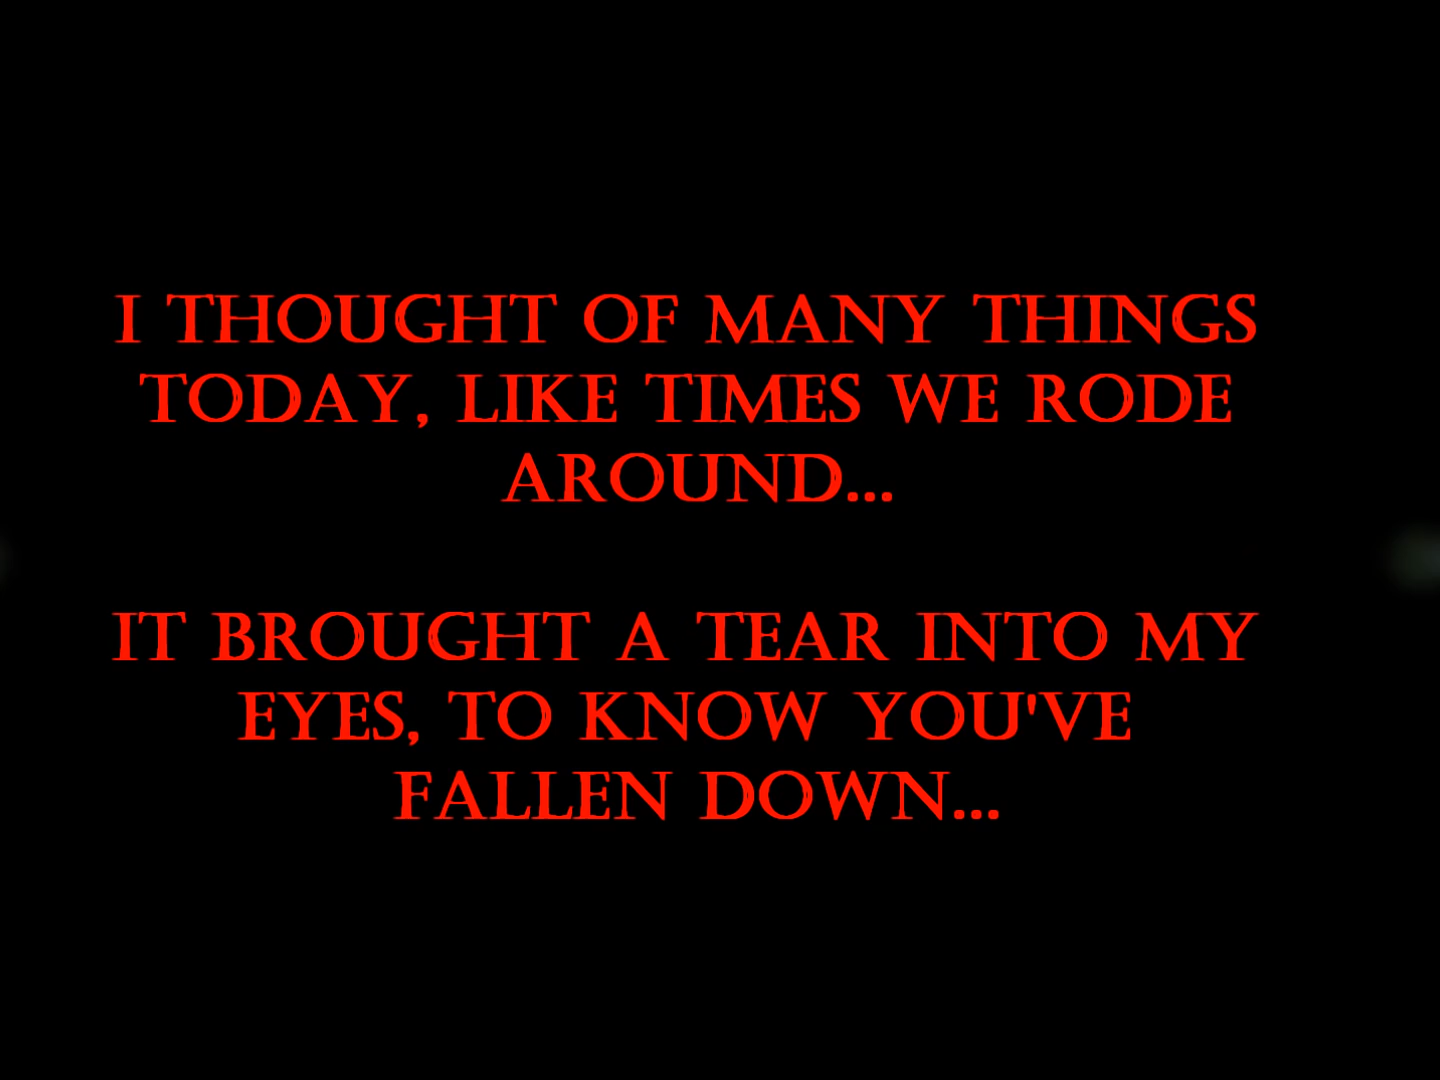 I THOUGHT OF MANY THINGS
TODAY, LIKE TIMES WE RODE
AROUND...
IT BROUGHT A TEAR INTO MY
EYES, TO KNOW YOU'VE
FALLEN DOWN...